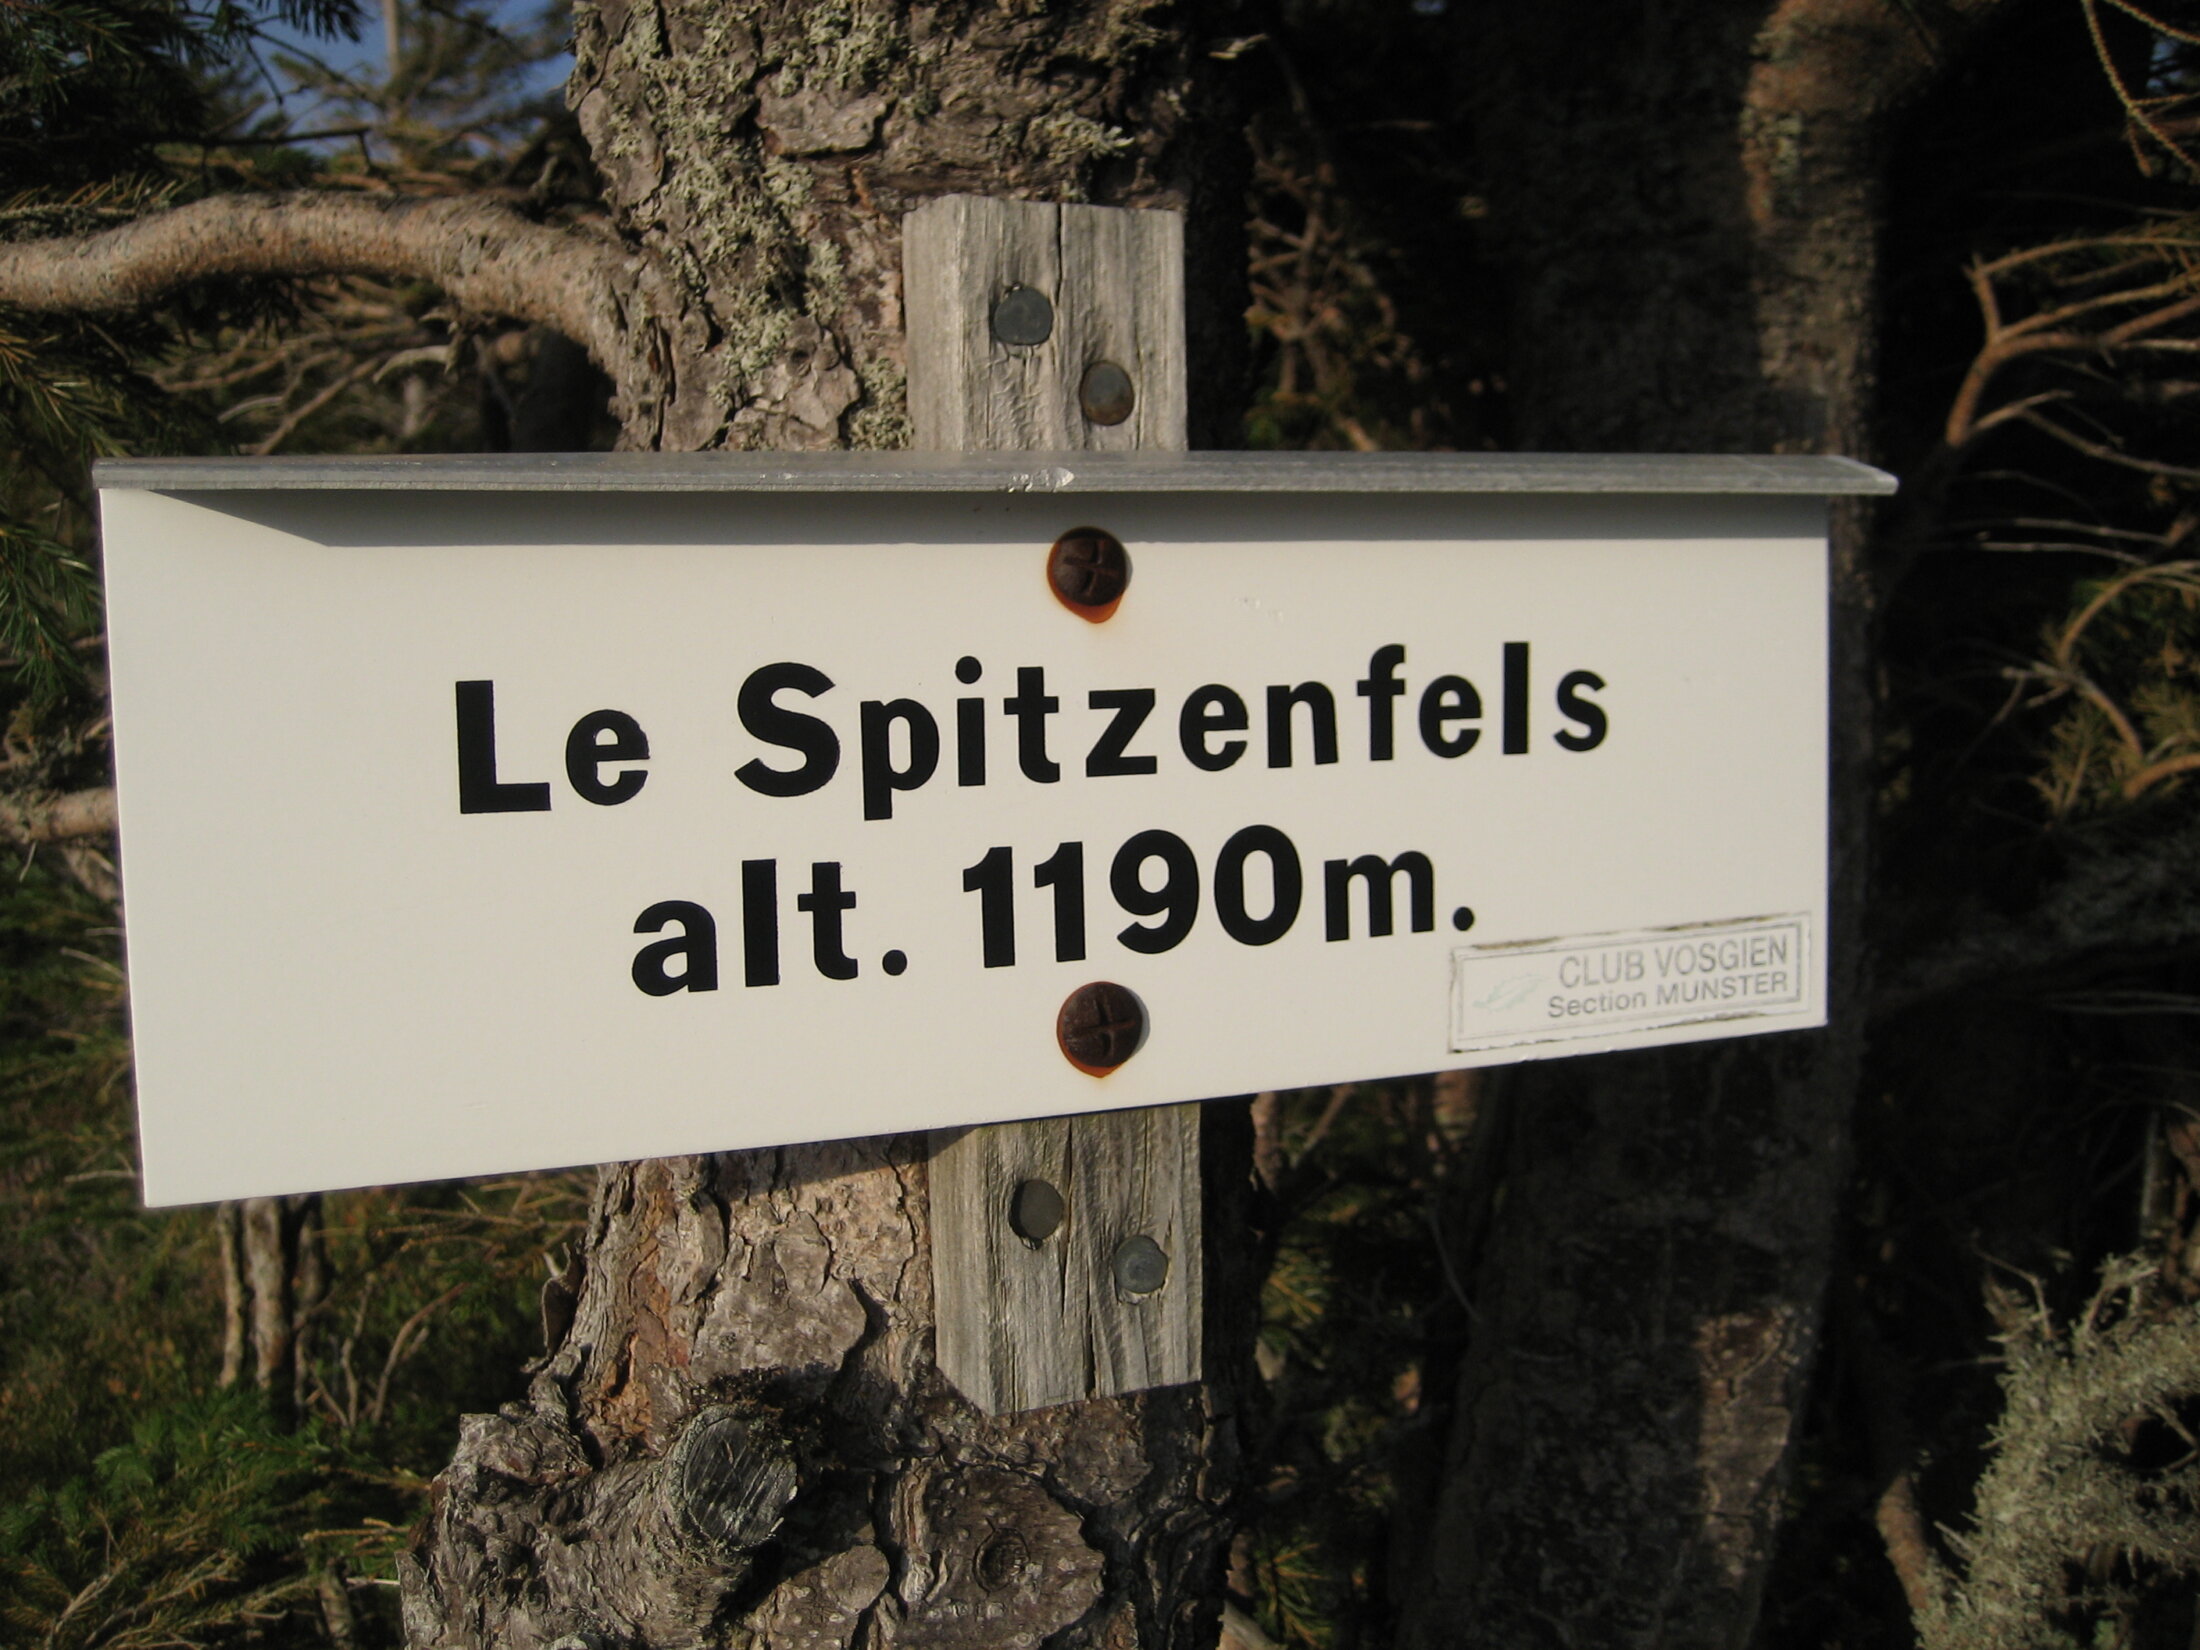 Le Spitzenfels
alt. 1190m.
CLUB VOSGIEN
Section MUNSTER